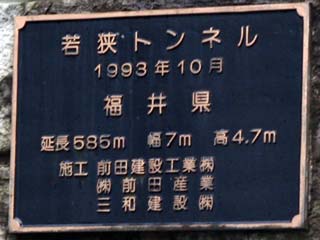 若狭トンネル
1993年10月
福井県
延長585m 幅7m 高4.7m
施工 前田建設工業㈱
㈱前田産業
三和建設㈱